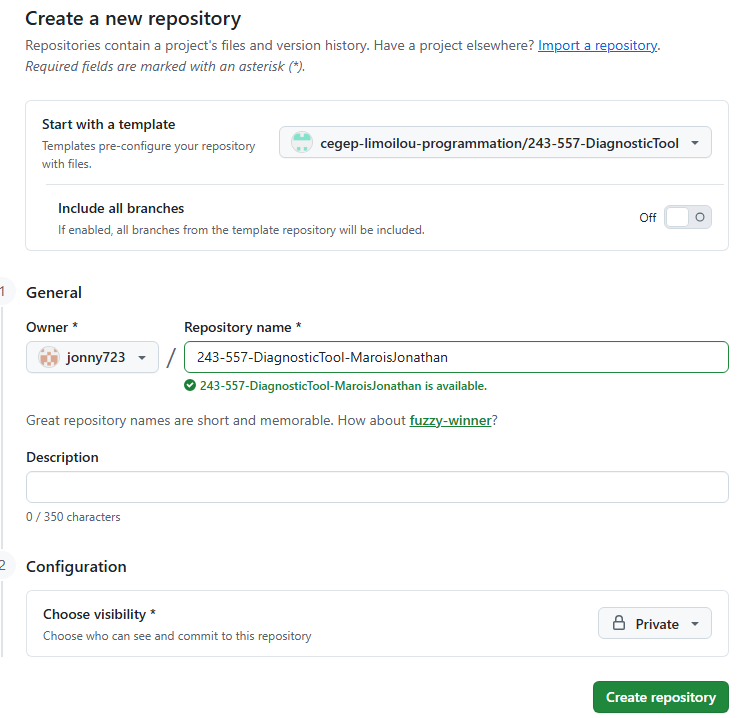 Create a new repository
Repositories contain a project's files and version history. Have a project elsewhere? Import a repository.
Required fields are marked with an asterisk (*).
Start with a template
Templates pre-configure your repository
with files.
cegep-limoilou-programmation/243-557-DiagnosticTool
Include all branches
If enabled, all branches from the template repository will be included.
Off
1
General
Owner *
Repository name *
jonny723
/
243-557-DiagnosticTool-MaroisJonathan
243-557-DiagnosticTool-MaroisJonathan is available.
Great repository names are short and memorable. How about fuzzy-winner?
Description
0 / 350 characters
2
Configuration
Choose visibility *
Choose who can see and commit to this repository
Private
Create repository